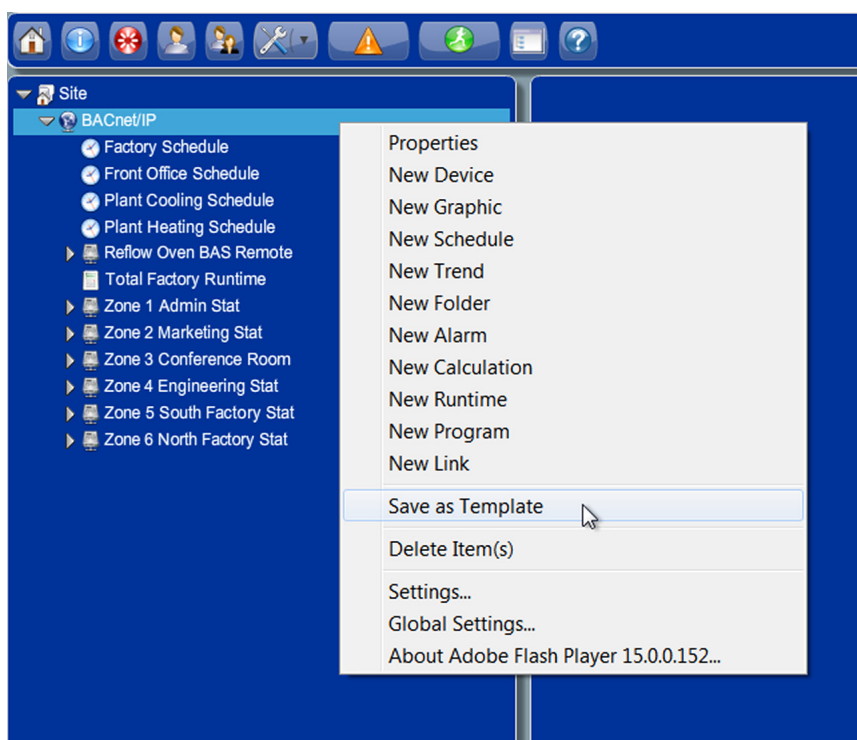 Site
BACnet/IP
Factory Schedule
Front Office Schedule
Plant Cooling Schedule
Plant Heating Schedule
Reflow Oven BAS Remote
Total Factory Runtime
Zone 1 Admin Stat
Zone 2 Marketing Stat
Zone 3 Conference Room
Zone 4 Engineering Stat
Zone 5 South Factory Stat
Zone 6 North Factory Stat
Properties
New Device
New Graphic
New Schedule
New Trend
New Folder
New Alarm
New Calculation
New Runtime
New Program
New Link
Save as Template
Delete Item(s)
Settings...
Global Settings...
About Adobe Flash Player 15.0.0.152...